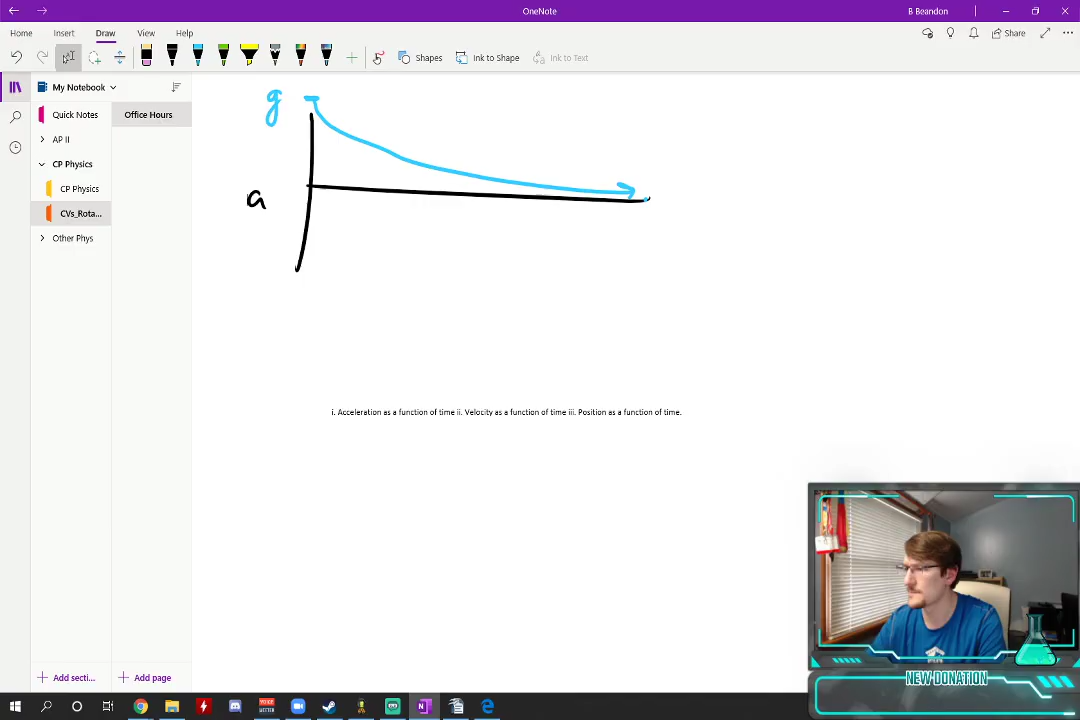 OneNote
B Beandon
Home
Insert
Draw
View
Help
Share
Shapes
Ink to Shape
Ink to Text
My Notebook
Quick Notes
AP II
CP Physics
CP Physics
CVs_Rota...
Other Phys
Office Hours
g
a
i. Acceleration as a function of time ii. Velocity as a function of time iii. Position as a function of time.
NEW DONATION
Add secti...
Add page